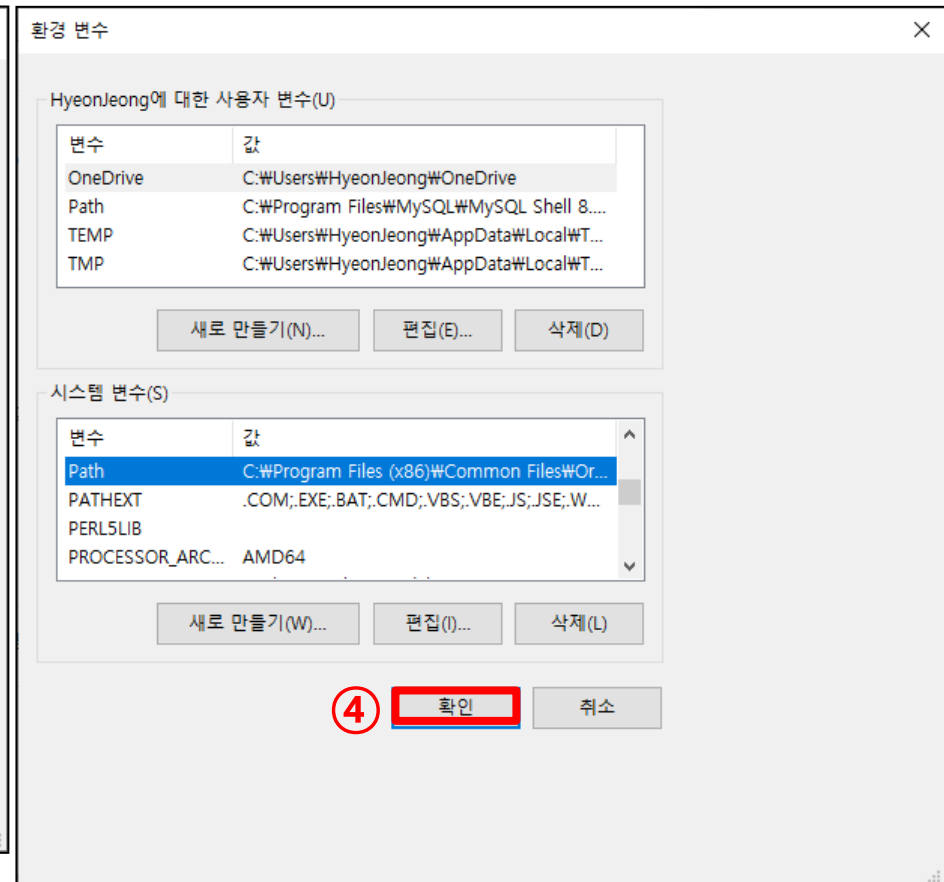 환경 변수
HyeonJeong에 대한 사용자 변수(U)
변수 값
OneDrive C:₩Users₩HyeonJeong₩OneDrive
Path C:₩Program Files₩MySQL₩MySQL Shell 8....
TEMP C:₩Users₩HyeonJeong₩AppData₩Local₩T...
TMP C:₩Users₩HyeonJeong₩AppData₩Local₩T...
새로 만들기(N)... 편집(E)... 삭제(D)
시스템 변수(S)
변수 값
Path C:₩Program Files (x86)₩Common Files₩Or...
PATHEXT .COM;.EXE;.BAT;.CMD;.VBS;.VBE;.JS;.JSE;.W...
PERL5LIB
PROCESSOR_ARC... AMD64
새로 만들기(W)... 편집(I)... 삭제(L)
④ 확인 취소